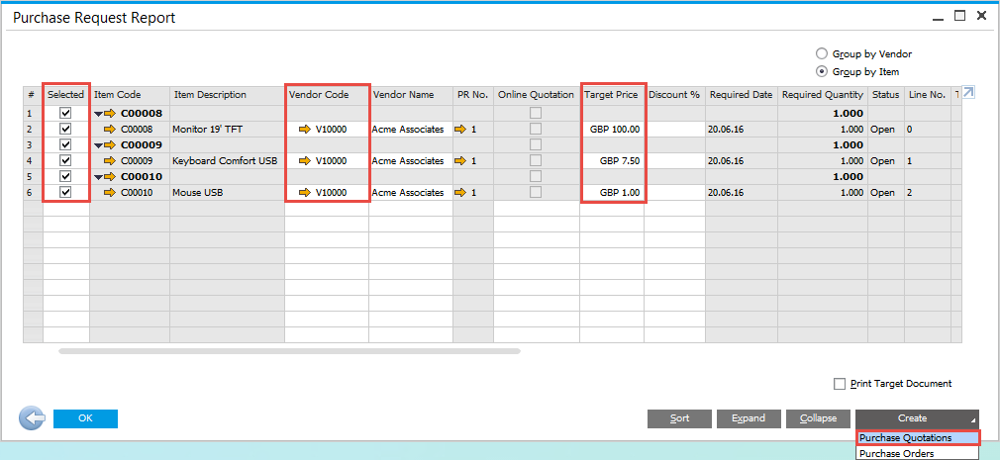 Purchase Request Report
Group by Vendor
Group by Item
# Selected Item Code Item Description Vendor Code Vendor Name PR No. Online Quotation Target Price Discount % Required Date Required Quantity Status Line No. T
1 C00008 1.000
2 C00008 Monitor 19' TFT V10000 Acme Associates 1 GBP 100.00 20.06.16 1.000 Open 0
3 C00009 1.000
4 C00009 Keyboard Comfort USB V10000 Acme Associates 1 GBP 7.50 20.06.16 1.000 Open 1
5 C00010 1.000
6 C00010 Mouse USB V10000 Acme Associates 1 GBP 1.00 20.06.16 1.000 Open 2
Print Target Document
OK Sort Expand Collapse Create
Purchase Quotations
Purchase Orders